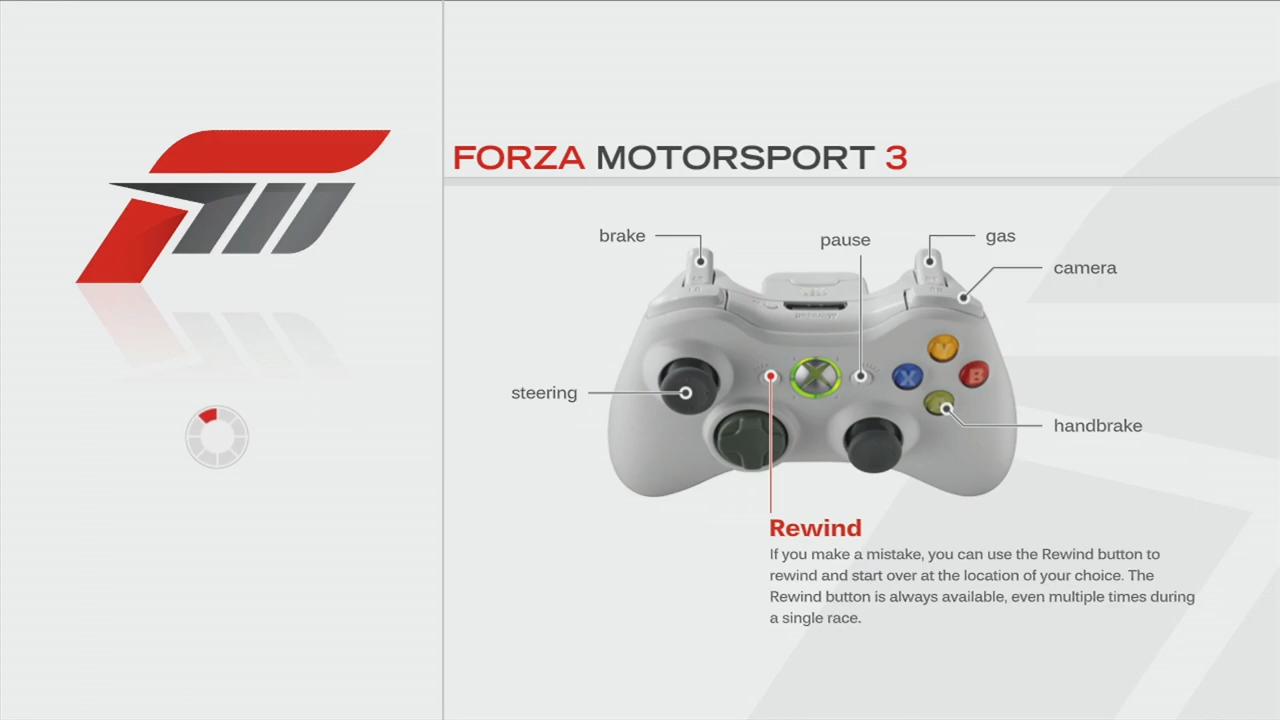 FORZA MOTORSPORT 3
brake
pause
gas
camera
steering
Y
X
B
handbrake
Rewind
If you make a mistake, you can use the Rewind button to
rewind and start over at the location of your choice. The
Rewind button is always available, even multiple times during
a single race.